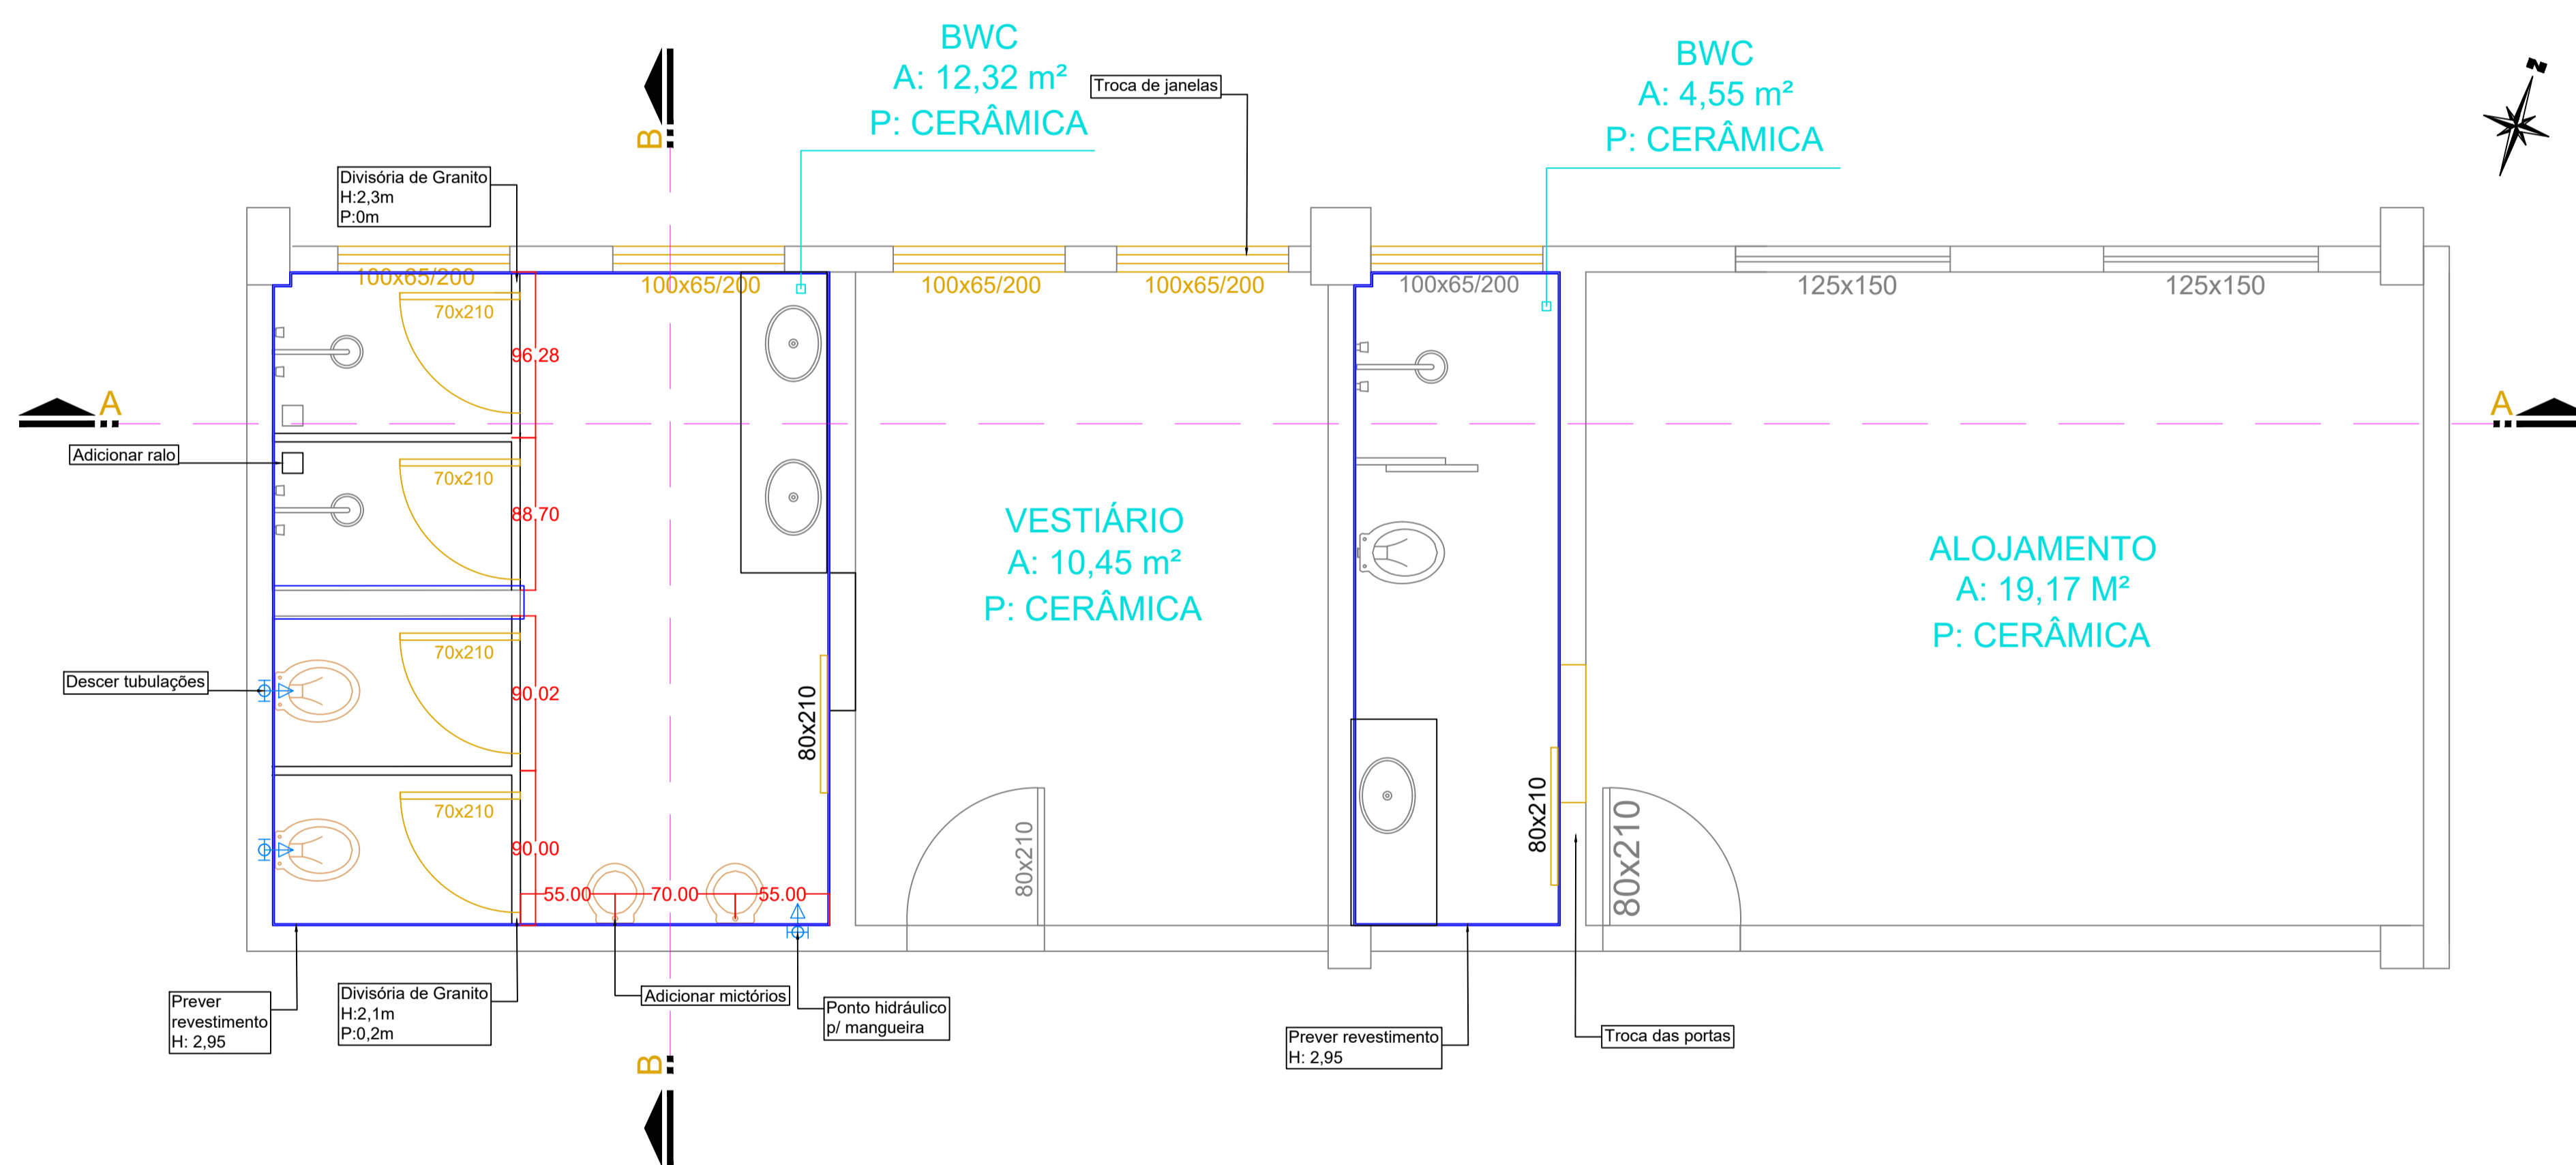 BWC
A: 12,32 m²
P: CERÂMICA
Troca de janelas
BWC
A: 4,55 m²
P: CERÂMICA
N
B
Divisória de Granito
H:2,3m
P:0m
100x65/200
100x65/200
100x65/200
100x65/200
100x65/200
125x150
125x150
70x210
96,28
A
A
Adicionar ralo
70x210
88,70
VESTIÁRIO
A: 10,45 m²
P: CERÂMICA
ALOJAMENTO
A: 19,17 M²
P: CERÂMICA
Descer tubulações
70x210
90,02
80x210
70x210
90,00
80x210
80x210
80x210
55.00
70.00
55.00
Prever
revestimento
H: 2,95
Divisória de Granito
H:2,1m
P:0,2m
Adicionar mictórios
Ponto hidráulico
p/ mangueira
Prever revestimento
H: 2,95
Troca das portas
B